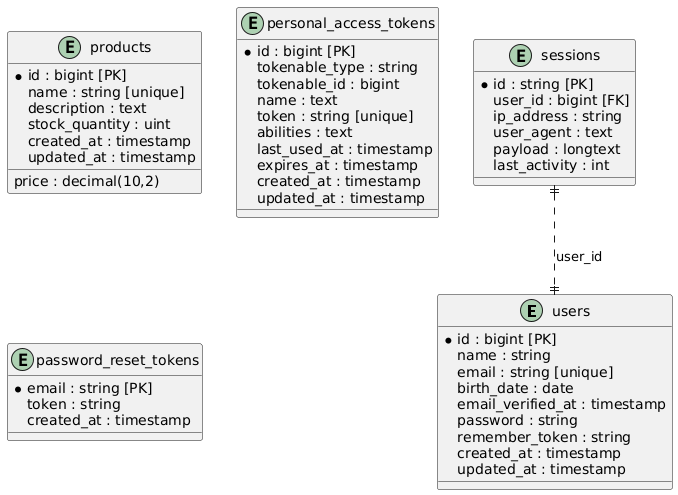 E products
id : bigint [PK]
name : string [unique]
description : text
stock_quantity : uint
created_at : timestamp
updated_at : timestamp
price : decimal(10,2)
E personal_access_tokens
id : bigint [PK]
tokenable_type : string
tokenable_id : bigint
name : text
token : string [unique]
abilities : text
last_used_at : timestamp
expires_at : timestamp
created_at : timestamp
updated_at : timestamp
E sessions
id : string [PK]
user_id : bigint [FK]
ip_address : string
user_agent : text
payload : longtext
last_activity : int
user_id
E password_reset_tokens
email : string [PK]
token : string
created_at : timestamp
E users
id : bigint [PK]
name : string
email : string [unique]
birth_date : date
email_verified_at : timestamp
password : string
remember_token : string
created_at : timestamp
updated_at : timestamp